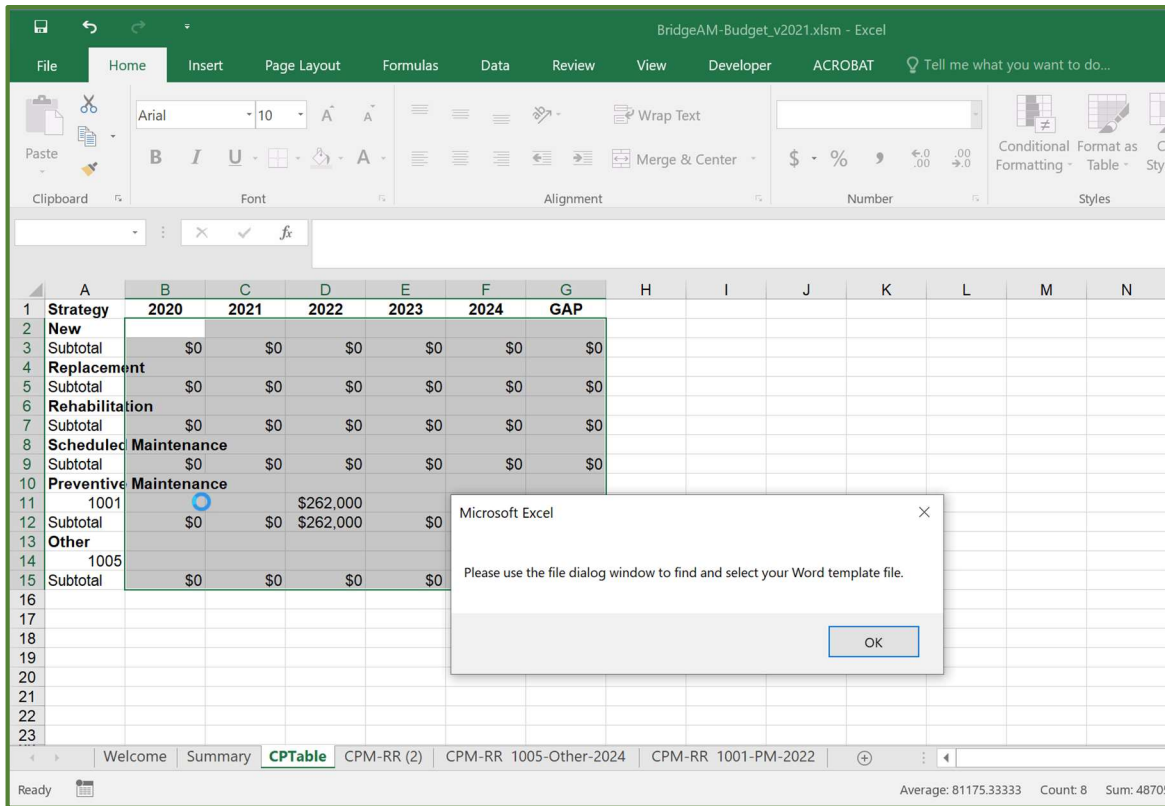 BridgeAM-Budget_v2021.xlsm - Excel
File Home Insert Page Layout Formulas Data Review View Developer ACROBAT Tell me what you want to do...
Arial 10 A A Wrap Text
Paste B I U A Merge & Center $ % , .0 .00 .00 .0 Conditional Formatting Format as Table
Clipboard Font Alignment Number Styles
fx
A B C D E F G H I J K L M N
1 Strategy 2020 2021 2022 2023 2024 GAP
2 New
3 Subtotal $0 $0 $0 $0 $0 $0
4 Replacement
5 Subtotal $0 $0 $0 $0 $0 $0
6 Rehabilitation
7 Subtotal $0 $0 $0 $0 $0 $0
8 Scheduled Maintenance
9 Subtotal $0 $0 $0 $0 $0 $0
10 Preventive Maintenance
11 1001 $262,000
12 Subtotal $0 $0 $262,000 $0
13 Other
14 1005
15 Subtotal $0 $0 $0 $0
16
17
18
19
20
21
22
23
Microsoft Excel
Please use the file dialog window to find and select your Word template file.
OK
Welcome Summary CPTable CPM-RR (2) CPM-RR 1005-Other-2024 CPM-RR 1001-PM-2022
Ready Average: 81175.33333 Count: 8 Sum: 4870